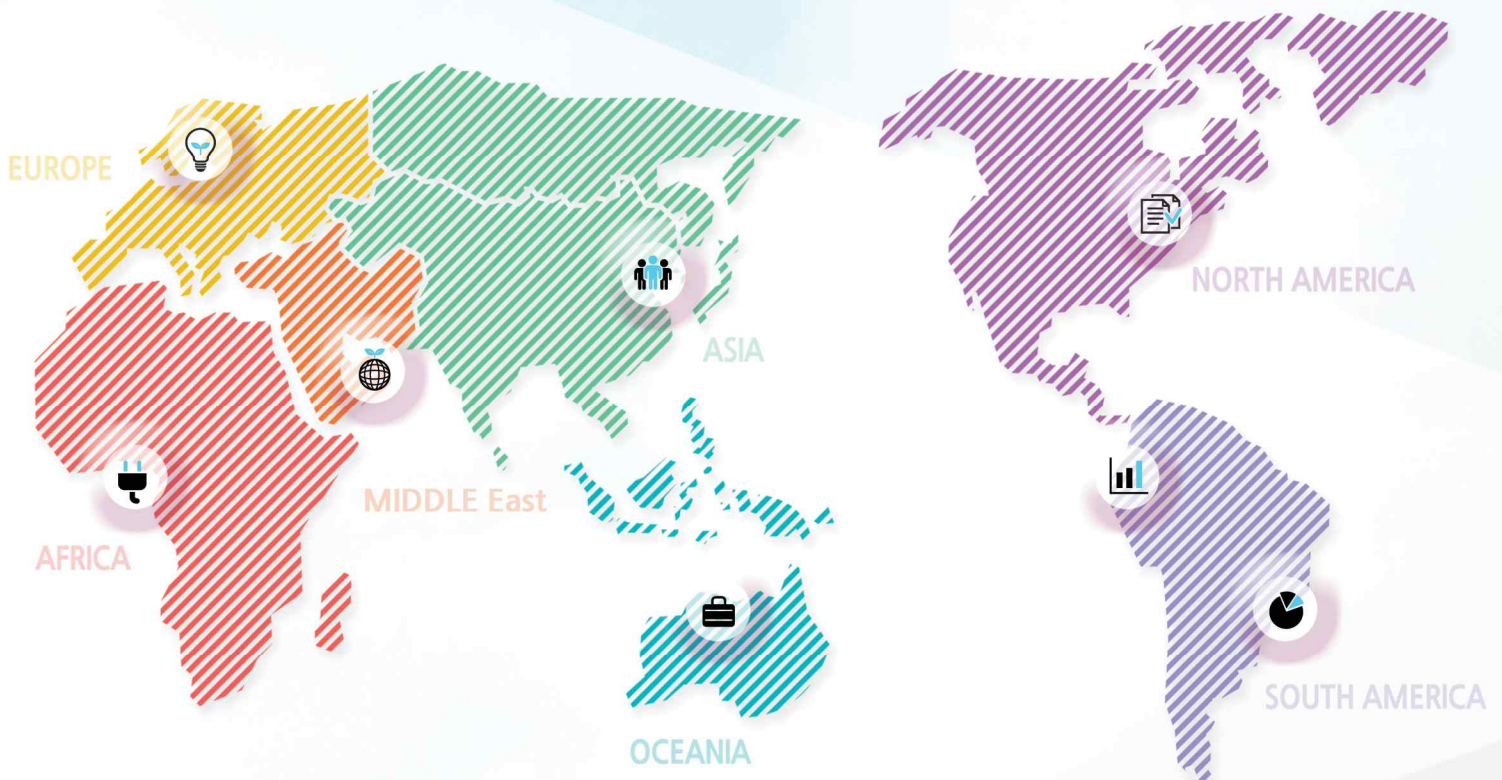 EUROPE
NORTH AMERICA
ASIA
MIDDLE East
AFRICA
SOUTH AMERICA
OCEANIA